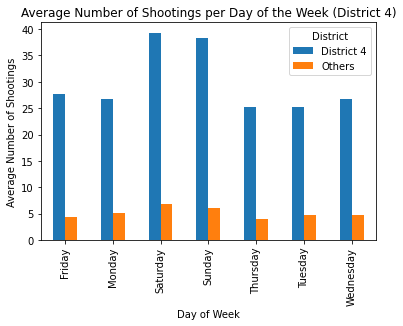 Average Number of Shootings per Day of the Week (District 4)
Average Number of Shootings
40
35
30
25
20
15
10
5
0
District
District 4
Others
Friday
Monday
Saturday
Sunday
Thursday
Tuesday
Wednesday
Day of Week